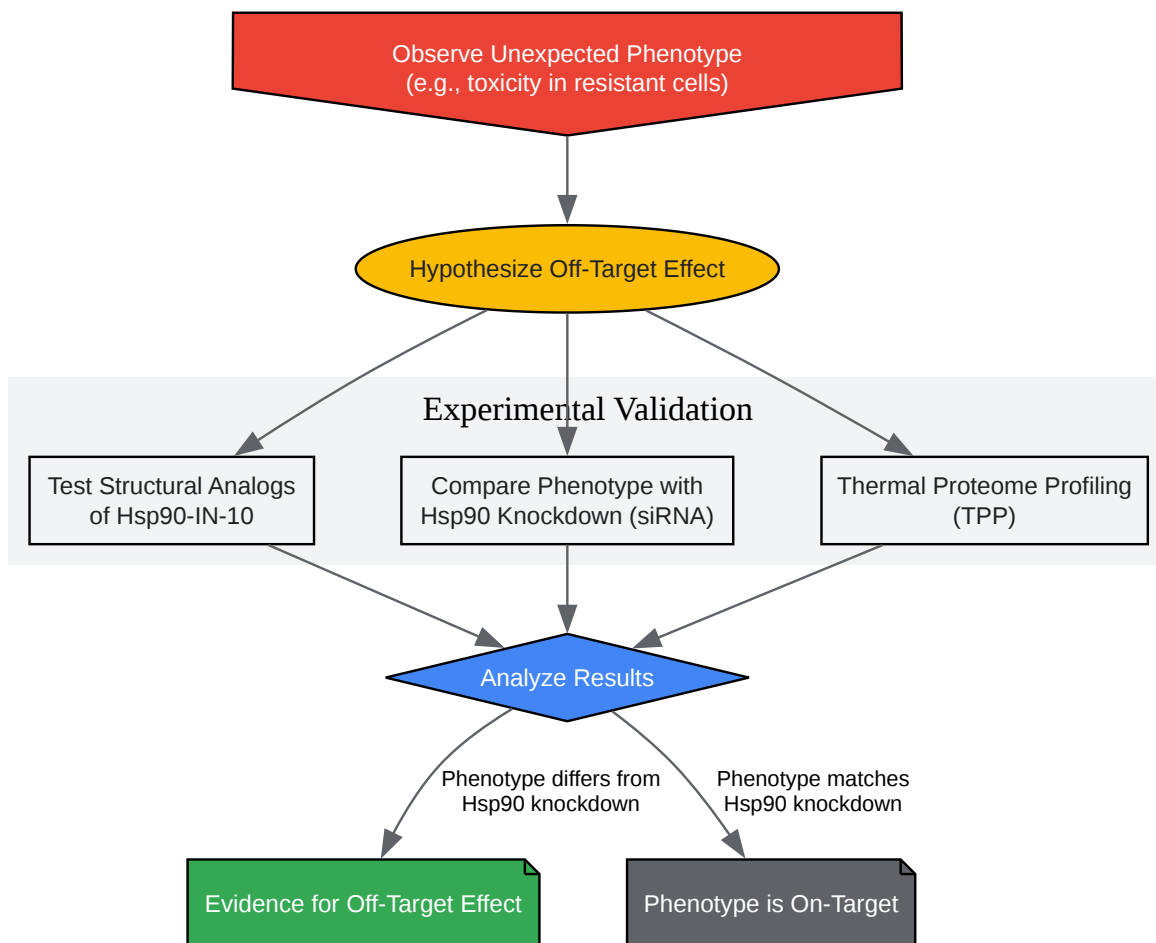 Observe Unexpected Phenotype
(e.g., toxicity in resistant cells)
Hypothesize Off-Target Effect
Experimental Validation
Test Structural Analogs
of Hsp90-IN-10
Compare Phenotype with
Hsp90 Knockdown (siRNA)
Thermal Proteome Profiling
(TPP)
Analyze Results
Phenotype differs from
Hsp90 knockdown
Phenotype matches
Hsp90 knockdown
Evidence for Off-Target Effect
Phenotype is On-Target